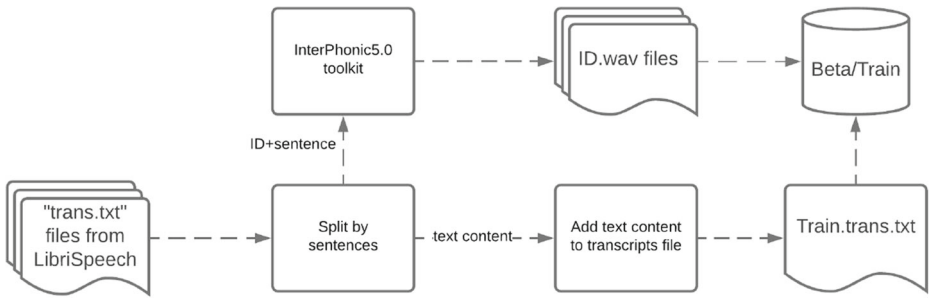 InterPhonic5.0
toolkit
ID.wav files
Beta/Train
ID+sentence
"trans.txt"
files from
LibriSpeech
Split by
sentences
text content
Add text content
to transcripts file
Train.trans.txt